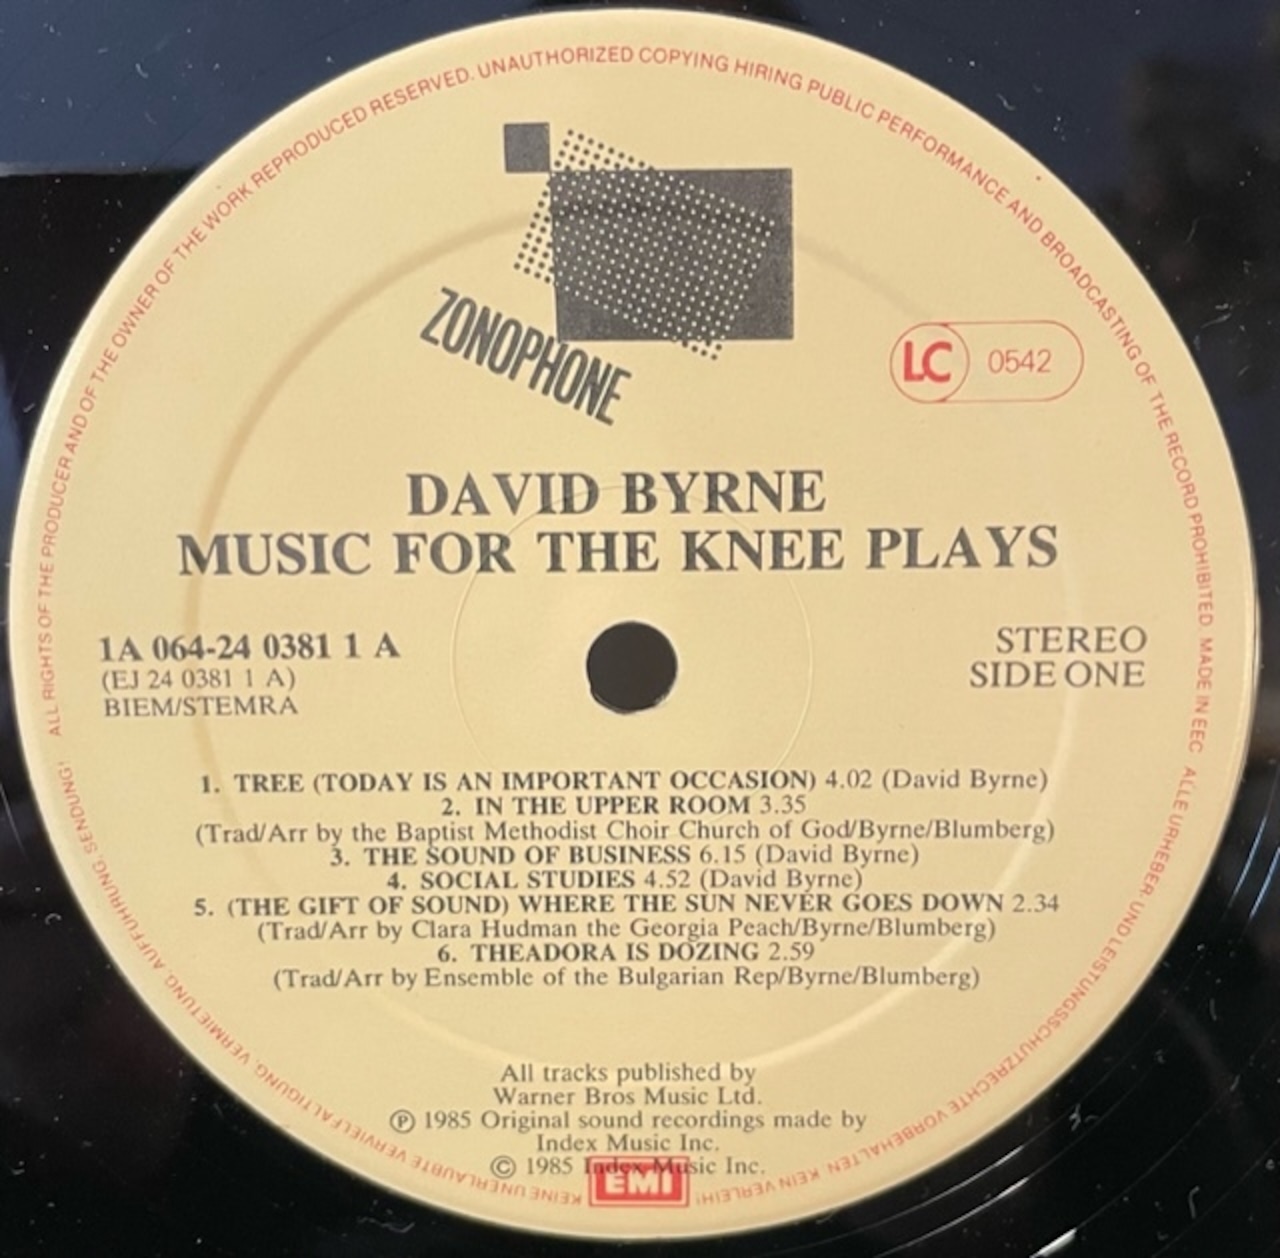 ALL RIGHTS OF THE PRODUCER AND OF THE OWNER OF THE WORK REPRODUCED RESERVED. UNAUTHORIZED COPYING HIRING PUBLIC PERFORMANCE AND BROADCASTING OF THE RECORD PROHIBITED. MADE IN EEC
ZONOPHONE
LC 0542
DAVID BYRNE
MUSIC FOR THE KNEE PLAYS
1A 064-24 0381 1 A
(EJ 24 0381 1 A)
BIEM/STEMRA
STEREO
SIDE ONE
1. TREE (TODAY IS AN IMPORTANT OCCASION) 4.02 (David Byrne)
2. IN THE UPPER ROOM 3.35
(Trad/Arr by the Baptist Methodist Choir Church of God/Byrne/Blumberg)
3. THE SOUND OF BUSINESS 6.15 (David Byrne)
4. SOCIAL STUDIES 4.52 (David Byrne)
5. (THE GIFT OF SOUND) WHERE THE SUN NEVER GOES DOWN 2.34
(Trad/Arr by Clara Hudman the Georgia Peach/Byrne/Blumberg)
6. THEADORA IS DOZING 2.59
(Trad/Arr by Ensemble of the Bulgarian Rep/Byrne/Blumberg)
All tracks published by
Warner Bros Music Ltd.
Ⓟ 1985 Original sound recordings made by
Index Music Inc.
© 1985 Index Music Inc.
EMI
ALLE URHEBER- UND LEISTUNGSSCHUTZRECHTE VORBEHALTEN. KEIN VERLEIH! KEINE UNERLAUBTE VERVIELFÄLTIGUNG, VERMIETUNG, AUFFÜHRUNG, SENDUNG!